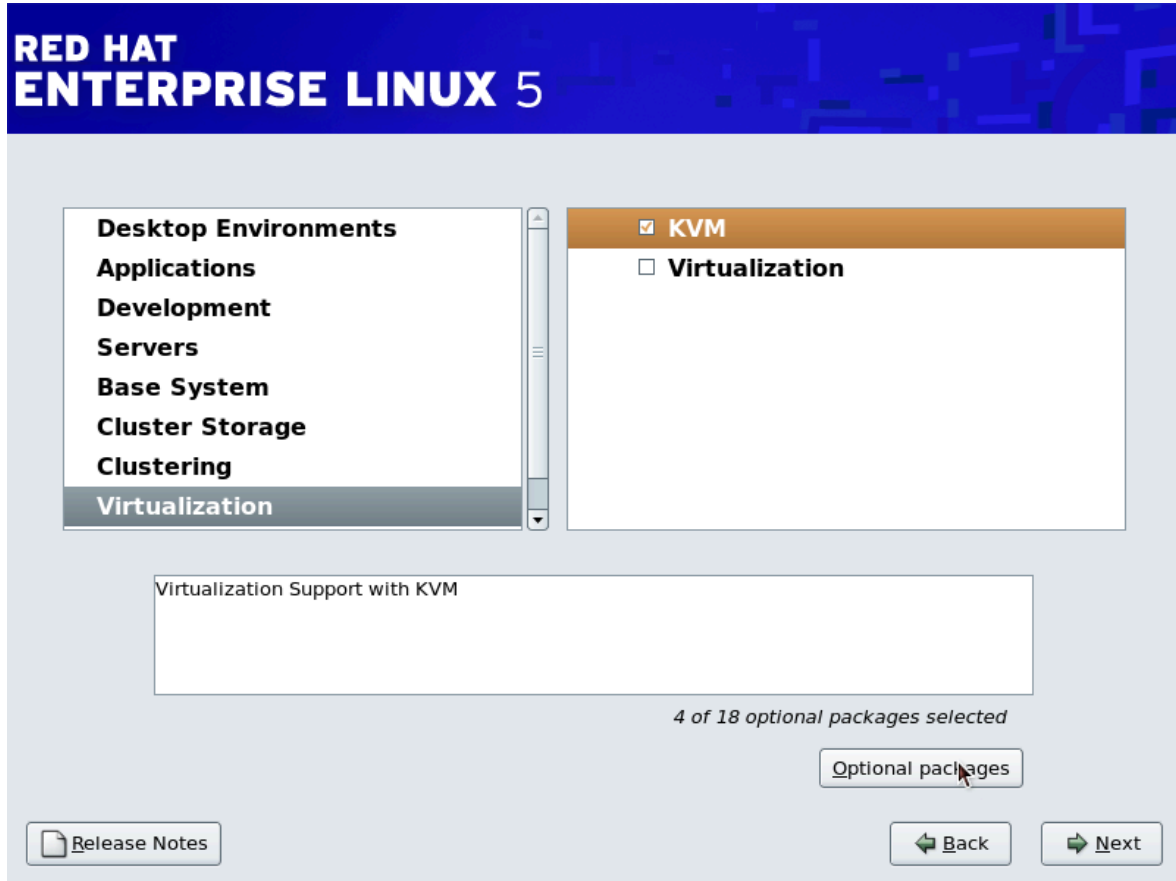 RED HAT
ENTERPRISE LINUX 5
Desktop Environments
Applications
Development
Servers
Base System
Cluster Storage
Clustering
Virtualization
KVM
Virtualization
Virtualization Support with KVM
4 of 18 optional packages selected
Optional packages
Release Notes
Back
Next